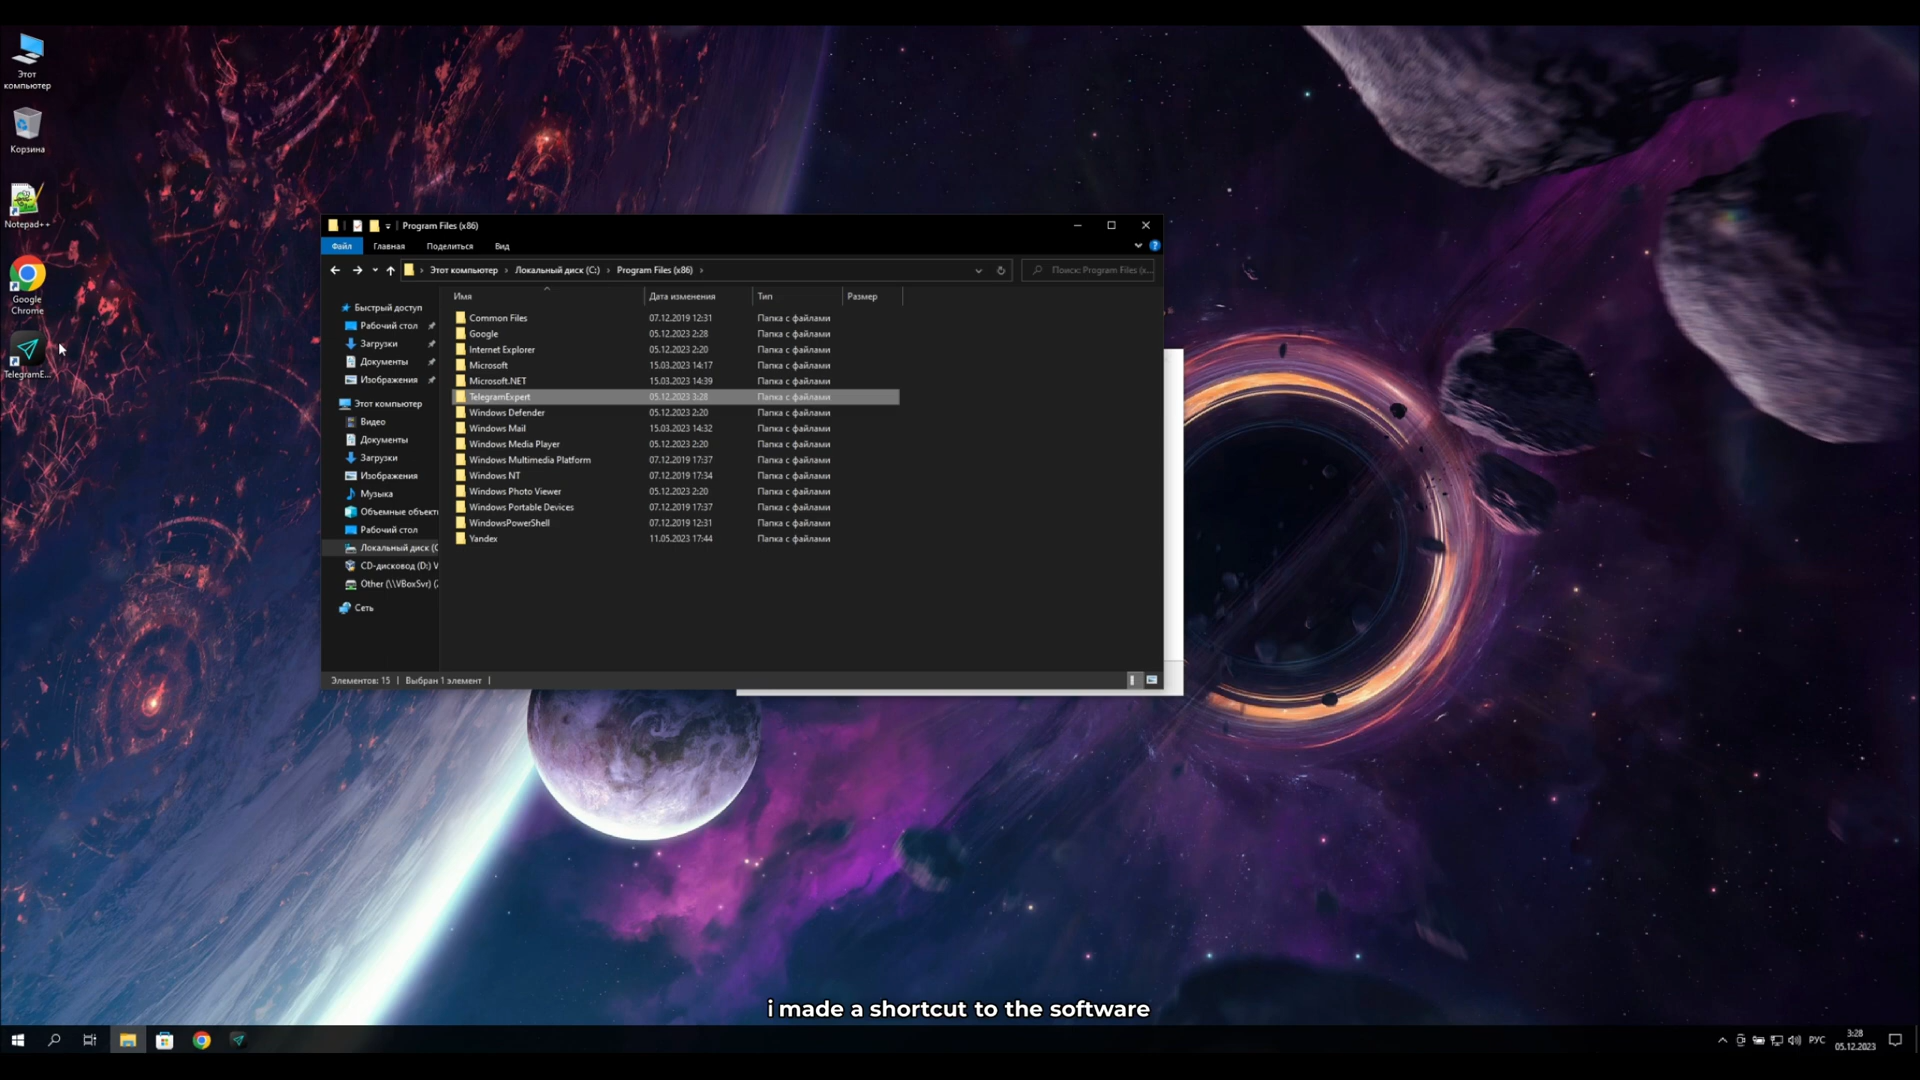 Этот
компьютер
Корзина
Notepad++
Google
Chrome
TelegramE...
Program Files (x86)
Файл Главная Поделиться Вид
Этот компьютер › Локальный диск (C:) › Program Files (x86) ›
Поиск: Program Files (x...
Быстрый доступ
Рабочий стол
Загрузки
Документы
Изображения
Этот компьютер
Видео
Документы
Загрузки
Изображения
Музыка
Объемные объект
Рабочий стол
Локальный диск (C
CD-дисковод (D:) V
Other (\\VBoxSvr) (Z
Сеть
Имя Дата изменения Тип Размер
Common Files 07.12.2019 12:31 Папка с файлами
Google 05.12.2023 2:28 Папка с файлами
Internet Explorer 05.12.2023 2:20 Папка с файлами
Microsoft 15.03.2023 14:17 Папка с файлами
Microsoft.NET 15.03.2023 14:39 Папка с файлами
TelegramExpert 05.12.2023 3:28 Папка с файлами
Windows Defender 05.12.2023 2:20 Папка с файлами
Windows Mail 15.03.2023 14:32 Папка с файлами
Windows Media Player 05.12.2023 2:20 Папка с файлами
Windows Multimedia Platform 07.12.2019 17:37 Папка с файлами
Windows NT 07.12.2019 17:34 Папка с файлами
Windows Photo Viewer 05.12.2023 2:20 Папка с файлами
Windows Portable Devices 07.12.2019 17:37 Папка с файлами
WindowsPowerShell 07.12.2019 12:31 Папка с файлами
Yandex 11.05.2023 17:44 Папка с файлами
Элементов: 15 | Выбран 1 элемент |
i made a shortcut to the software
РУС
3:28
05.12.2023